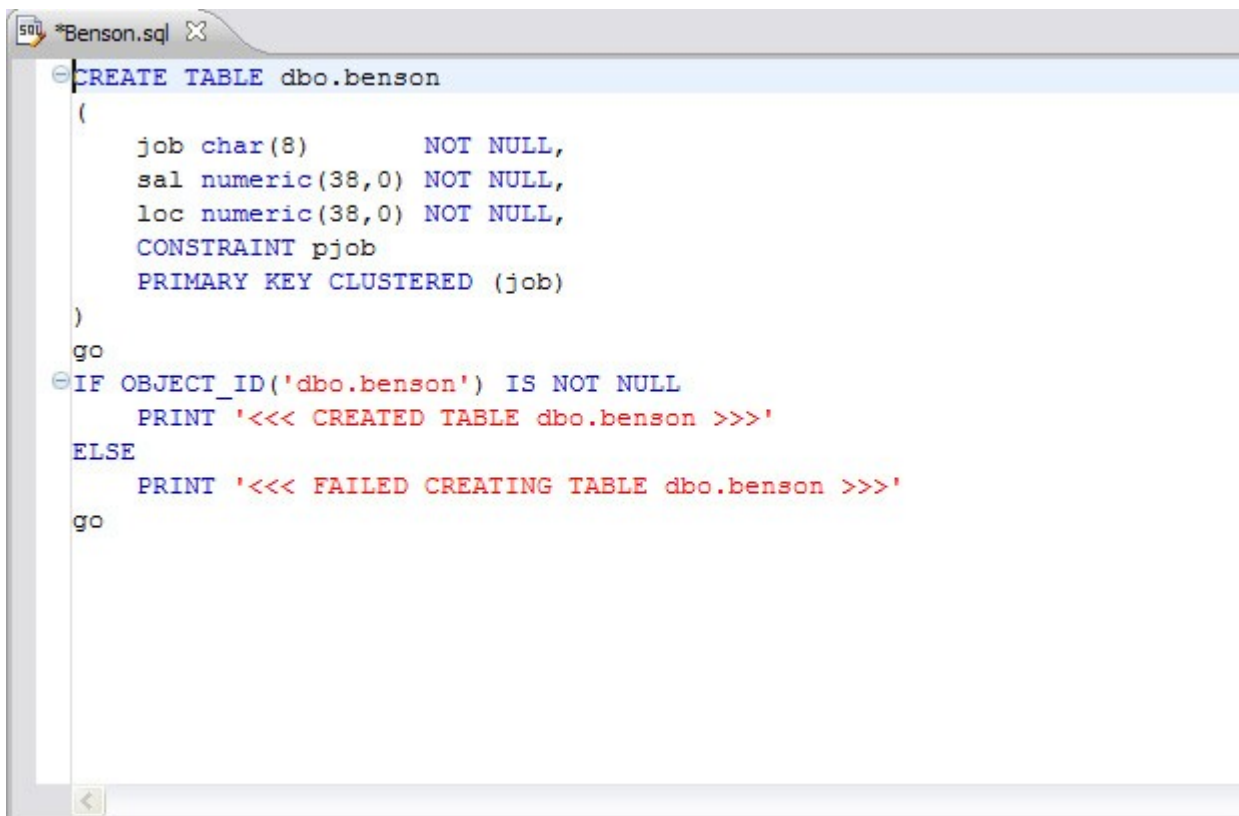 *Benson.sql
CREATE TABLE dbo.benson
(
    job char(8)       NOT NULL,
    sal numeric(38,0) NOT NULL,
    loc numeric(38,0) NOT NULL,
    CONSTRAINT pjob
    PRIMARY KEY CLUSTERED (job)
)
go
IF OBJECT_ID('dbo.benson') IS NOT NULL
    PRINT '<<< CREATED TABLE dbo.benson >>>'
ELSE
    PRINT '<<< FAILED CREATING TABLE dbo.benson >>>'
go